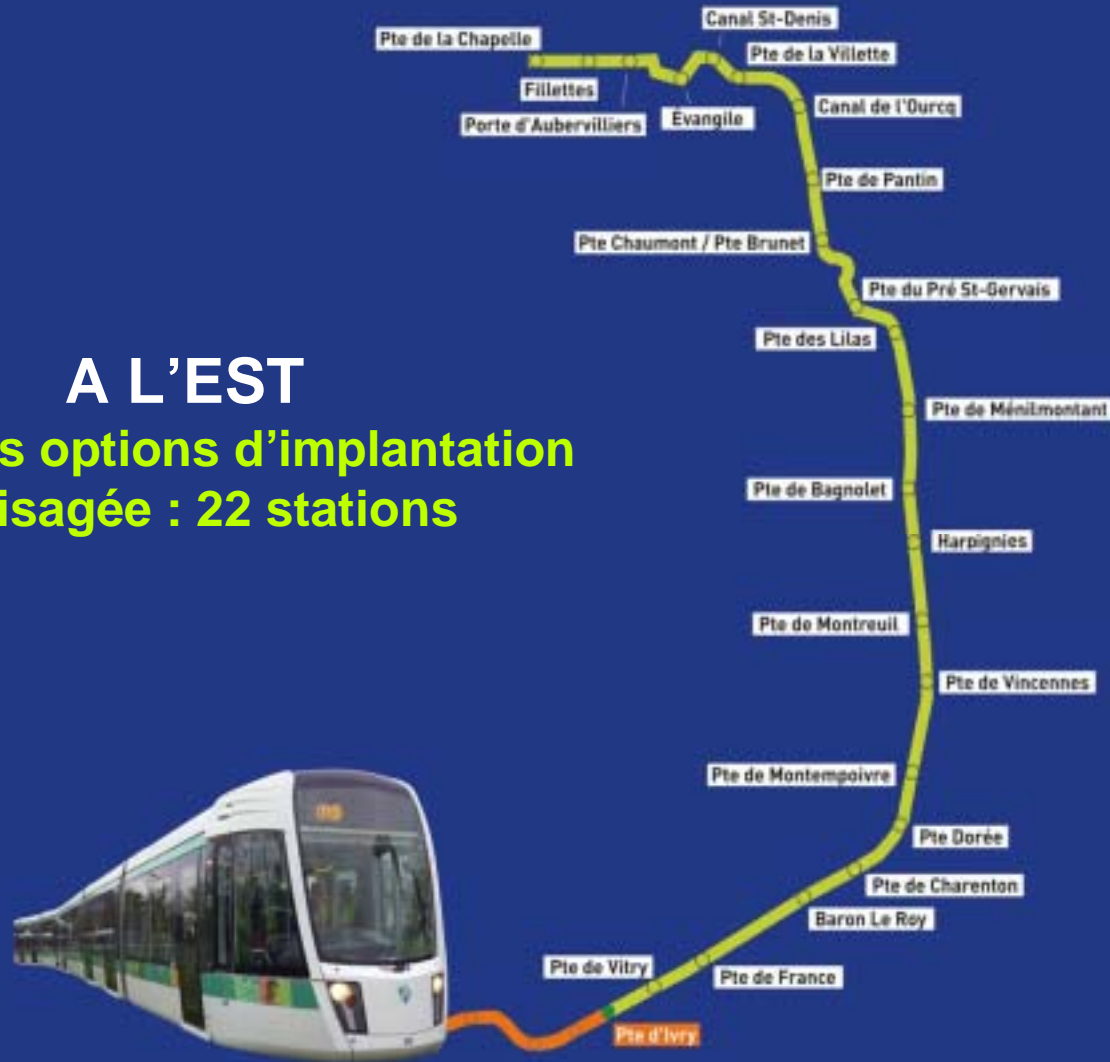 Canal St-Denis
Pte de la Chapelle
Pte de la Villette
Fillettes
Porte d'Aubervilliers
Évangile
Canal de l'Ourcq
Pte de Pantin
Pte Chaumont / Pte Brunet
Pte du Pré St-Gervais
Pte des Lilas
A L’EST
s options d’implantation
isagée : 22 stations
Pte de Ménilmontant
Pte de Bagnolet
Harpignies
Pte de Montreuil
Pte de Vincennes
Pte de Montempoivre
Pte Dorée
Pte de Charenton
Baron Le Roy
Pte de Vitry
Pte de France
Pte d'Ivry